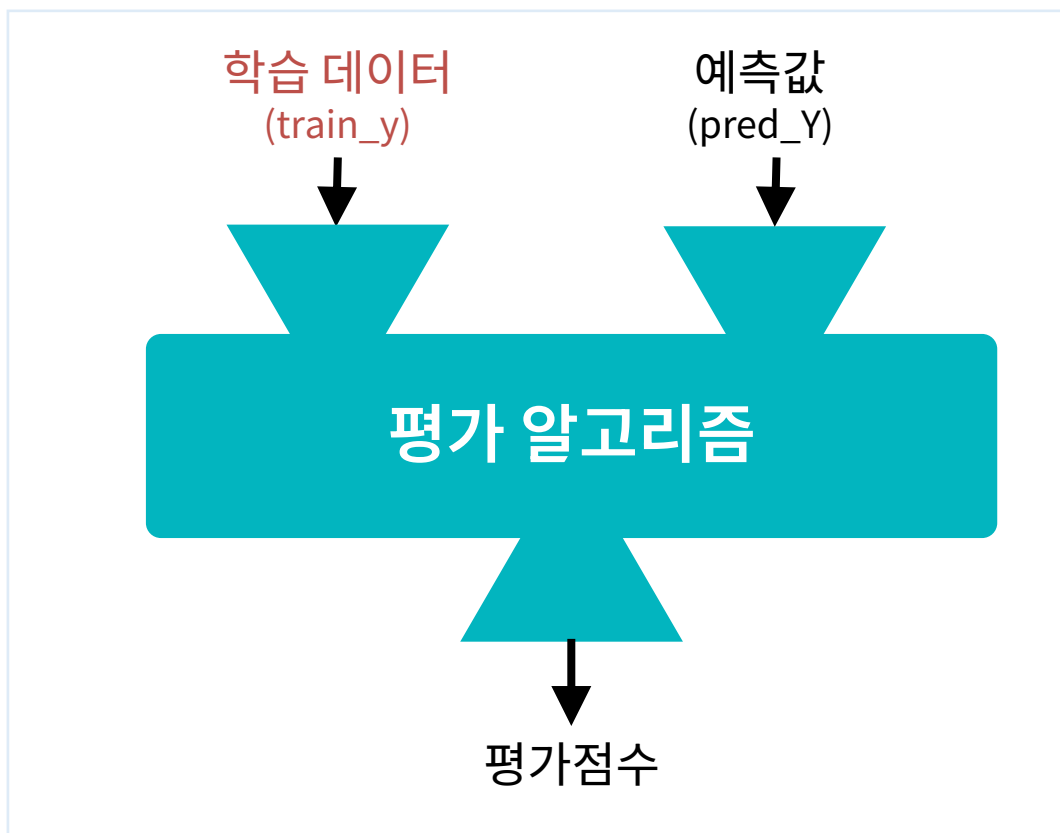 학습 데이터
(train_y)
예측값
(pred_Y)
평가 알고리즘
평가점수